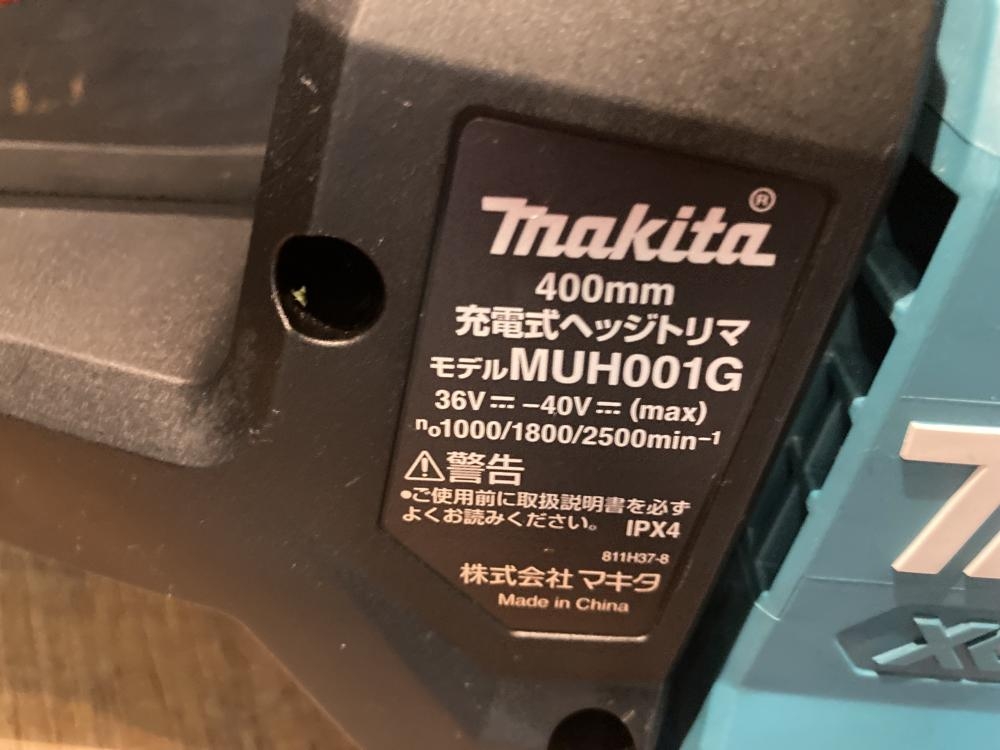 makita®
400mm
充電式ヘッジトリマ
モデルMUH001G
36V⎓ –40V⎓ (max)
n₀1000/1800/2500min⁻¹
⚠警告
●ご使用前に取扱説明書を必ず
よくお読みください。 IPX4
811H37-8
株式会社 マキタ
Made in China